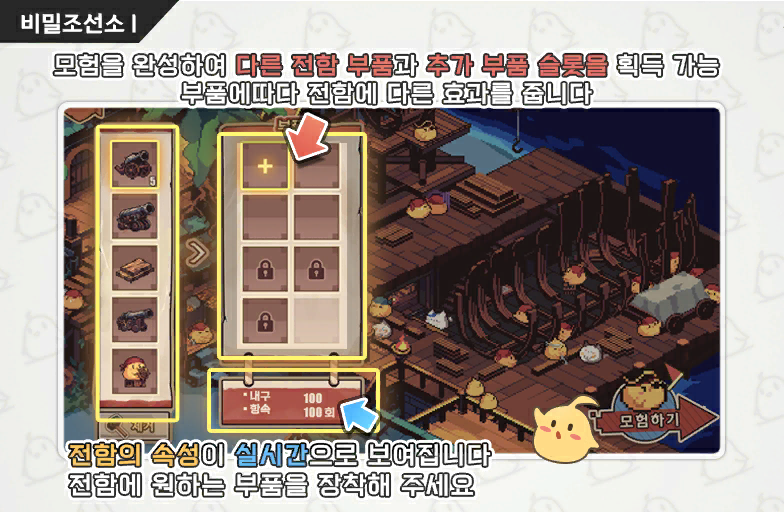 비밀조선소 I
모험을 완성하여 다른 전함 부품과 추가 부품 슬롯을 획득 가능
부품에따다 전함에 다른 효과를 줍니다
5
+
• 내구 100
• 항속 100 회
제거
모험하기
전함의 속성이 실시간으로 보여집니다
전함에 원하는 부품을 장착해 주세요